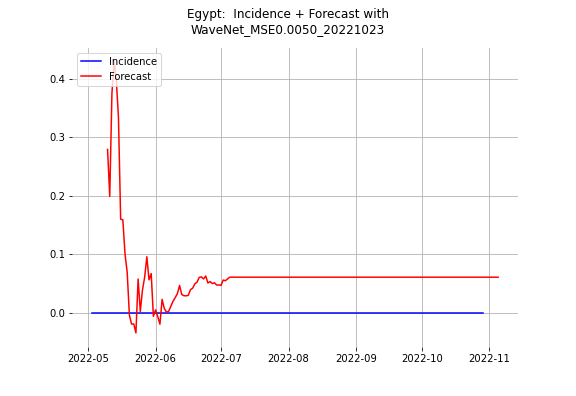 Egypt:  Incidence + Forecast with
WaveNet_MSE0.0050_20221023
Incidence
Forecast
0.4
0.3
0.2
0.1
0.0
2022-05 2022-06 2022-07 2022-08 2022-09 2022-10 2022-11